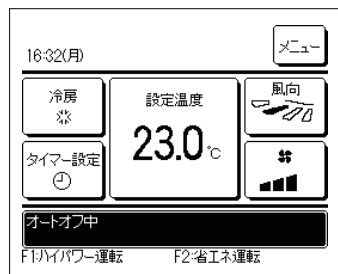 16:32(月)
メニュー
冷房
設定温度
風向
タイマー設定
23.0℃
オートオフ中
F1:ハイパワー運転
F2:省エネ運転